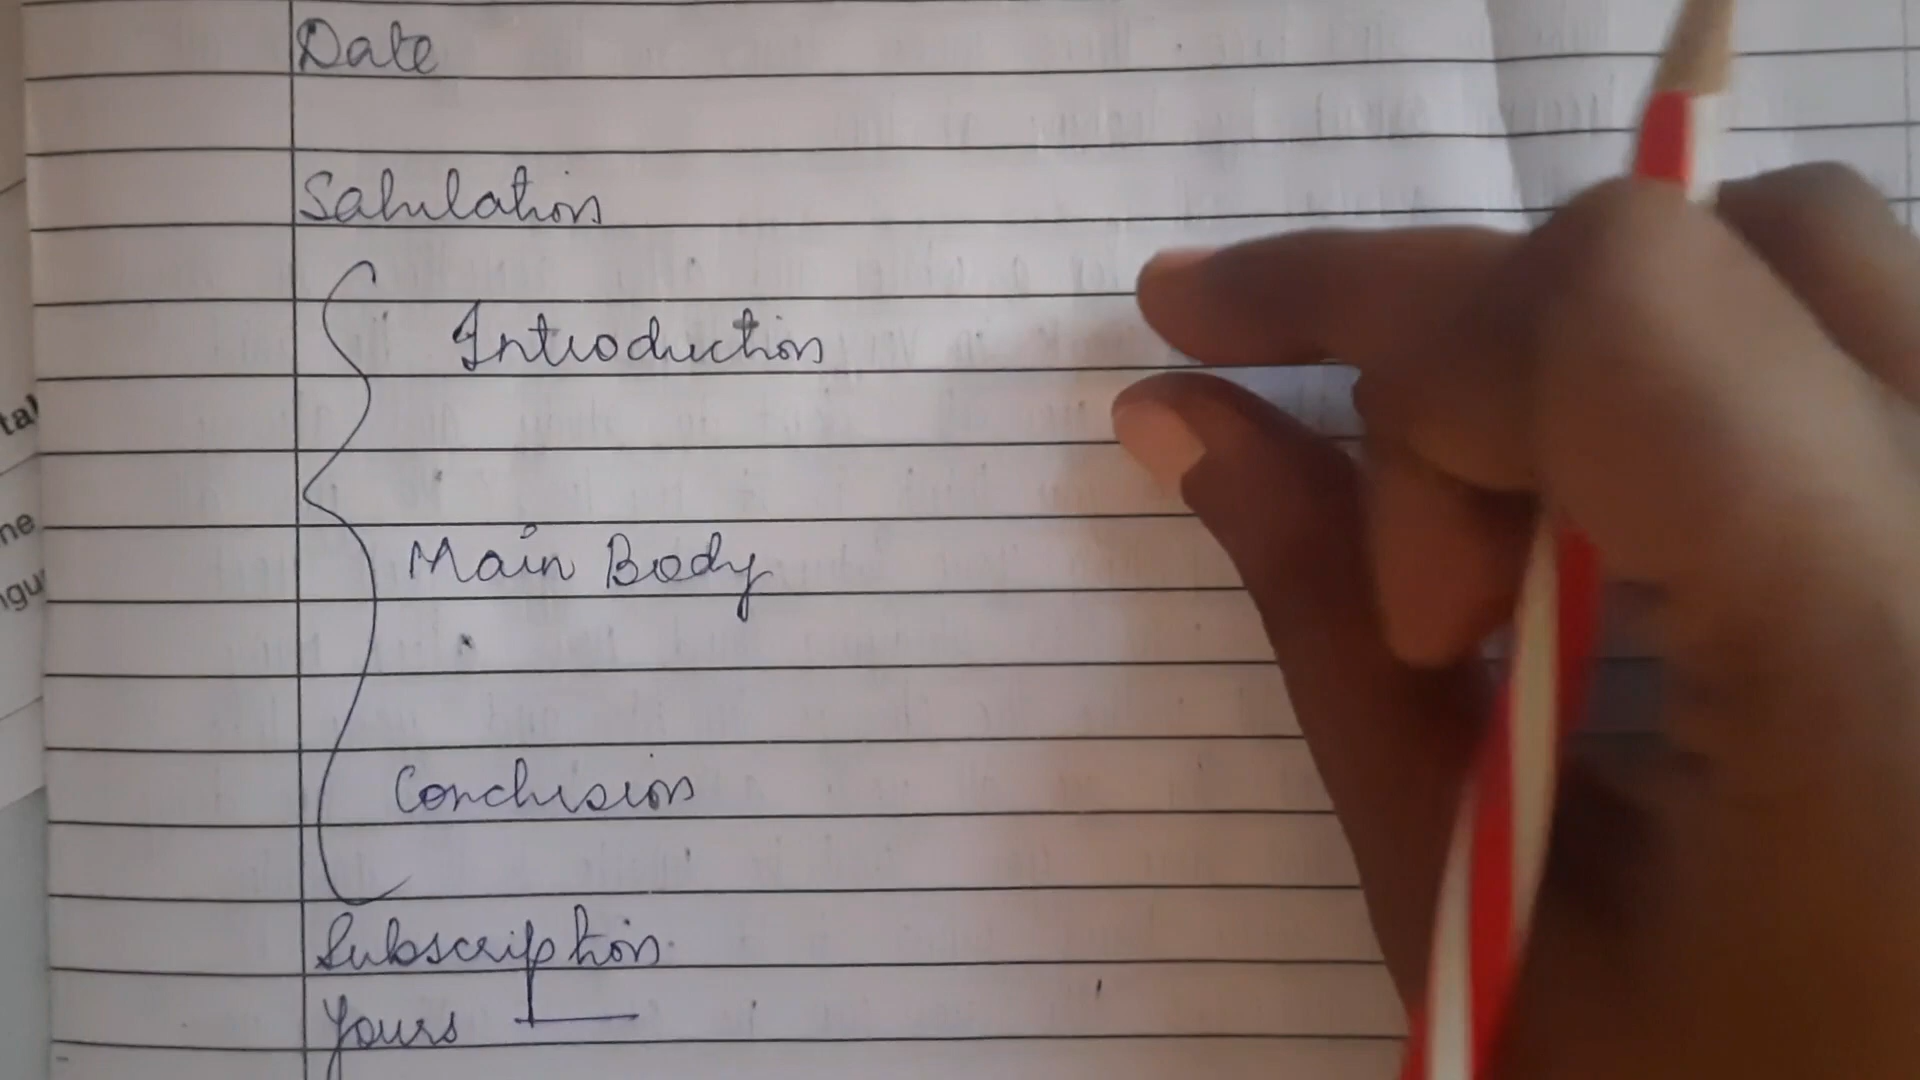 Date
Salutation
Introduction
Main Body
Conclusion
Subscription
Yours